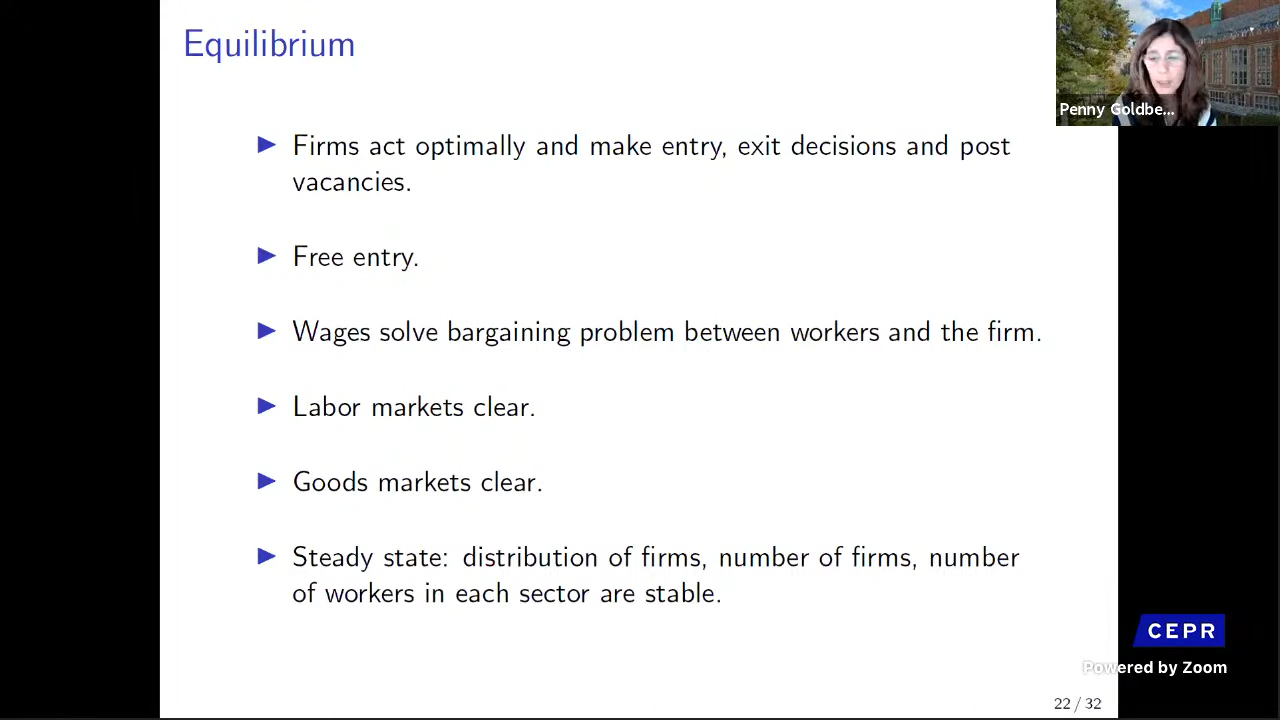 Equilibrium
Penny Goldbe...
Firms act optimally and make entry, exit decisions and post
vacancies.
Free entry.
Wages solve bargaining problem between workers and the firm.
Labor markets clear.
Goods markets clear.
Steady state: distribution of firms, number of firms, number
of workers in each sector are stable.
CEPR
Powered by Zoom
22 / 32